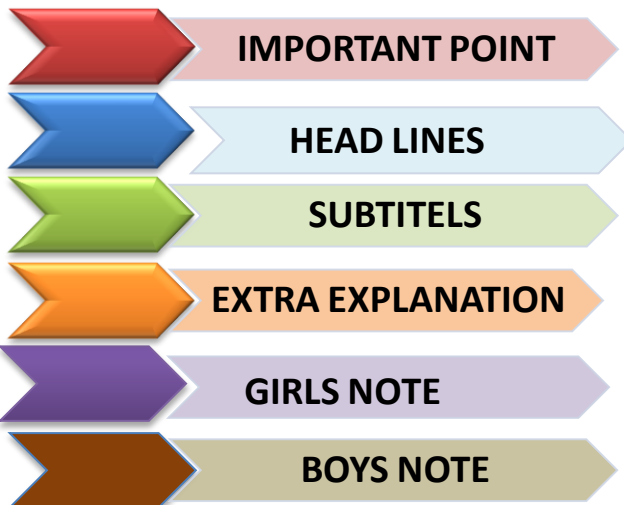 IMPORTANT POINT
HEAD LINES
SUBTITELS
EXTRA EXPLANATION
GIRLS NOTE
BOYS NOTE